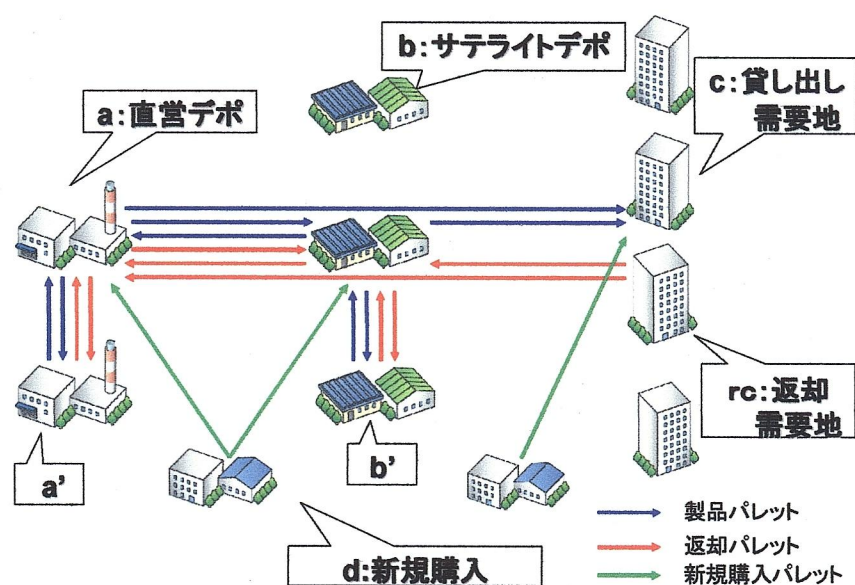 b:サテライトデポ
c:貸し出し
需要地
a:直営デポ
rc:返却
需要地
a’
b’
d:新規購入
製品パレット
返却パレット
新規購入パレット